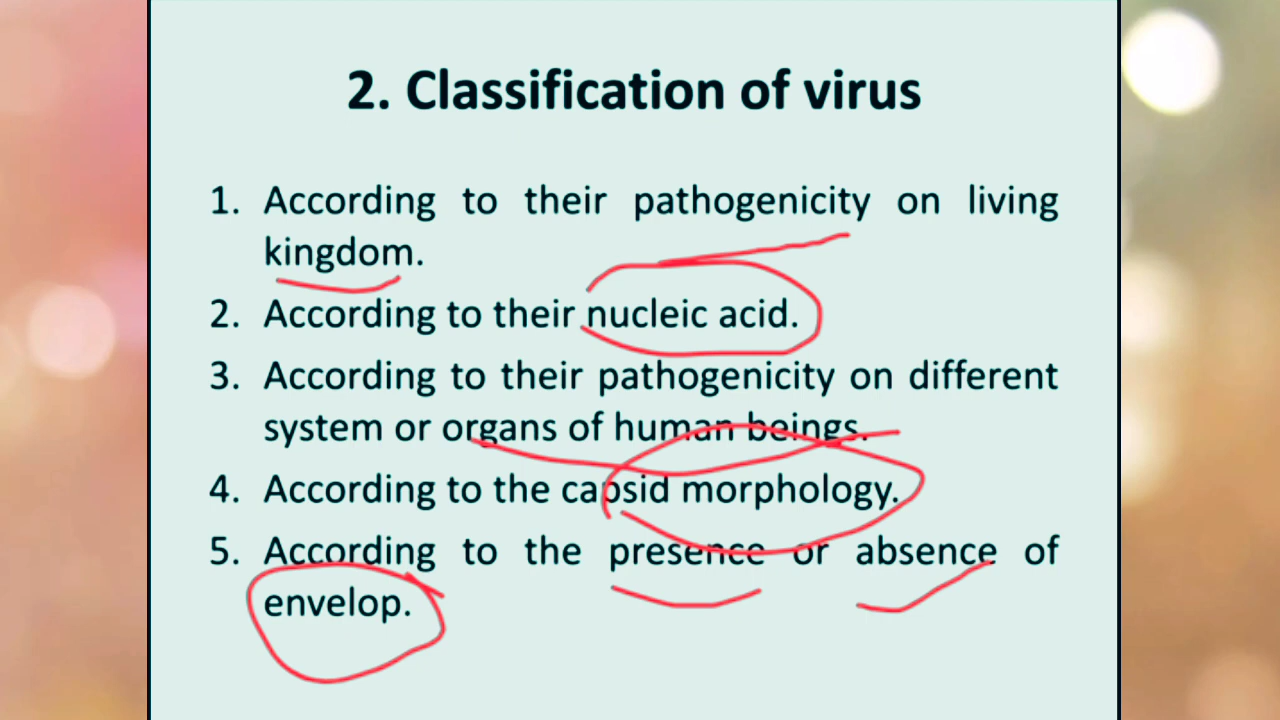 2. Classification of virus
1. According to their pathogenicity on living
kingdom.
2. According to their nucleic acid.
3. According to their pathogenicity on different
system or organs of human beings.
4. According to the capsid morphology.
5. According to the presence or absence of
envelop.